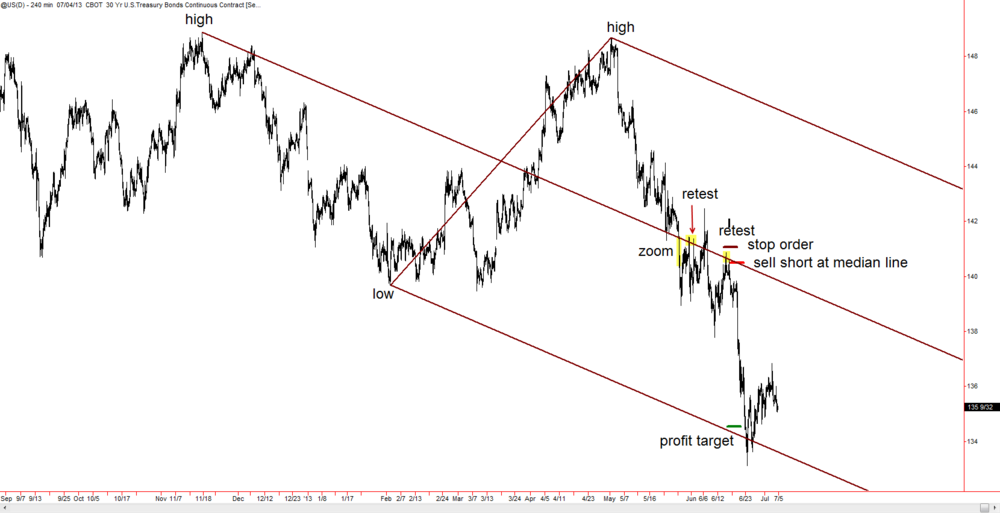 @US(D) - 240 min 07/04/13 CBOT 30 Yr U.S.Treasury Bonds Continuous Contract [Se...
high
high
148
146
144
retest
142
retest
stop order
zoom
sell short at median line
140
low
138
136
135 9/32
profit target
134
Sep 9/7 9/13 9/25 Oct 10/5 10/17 Nov 11/7 11/18 Dec 12/12 12/23 '13 1/8 1/17 Feb 2/7 2/13 2/24 Mar 3/7 3/13 3/24 Apr 4/5 4/11 4/23 May 5/7 5/16 Jun 6/6 6/12 6/23 Jul 7/5